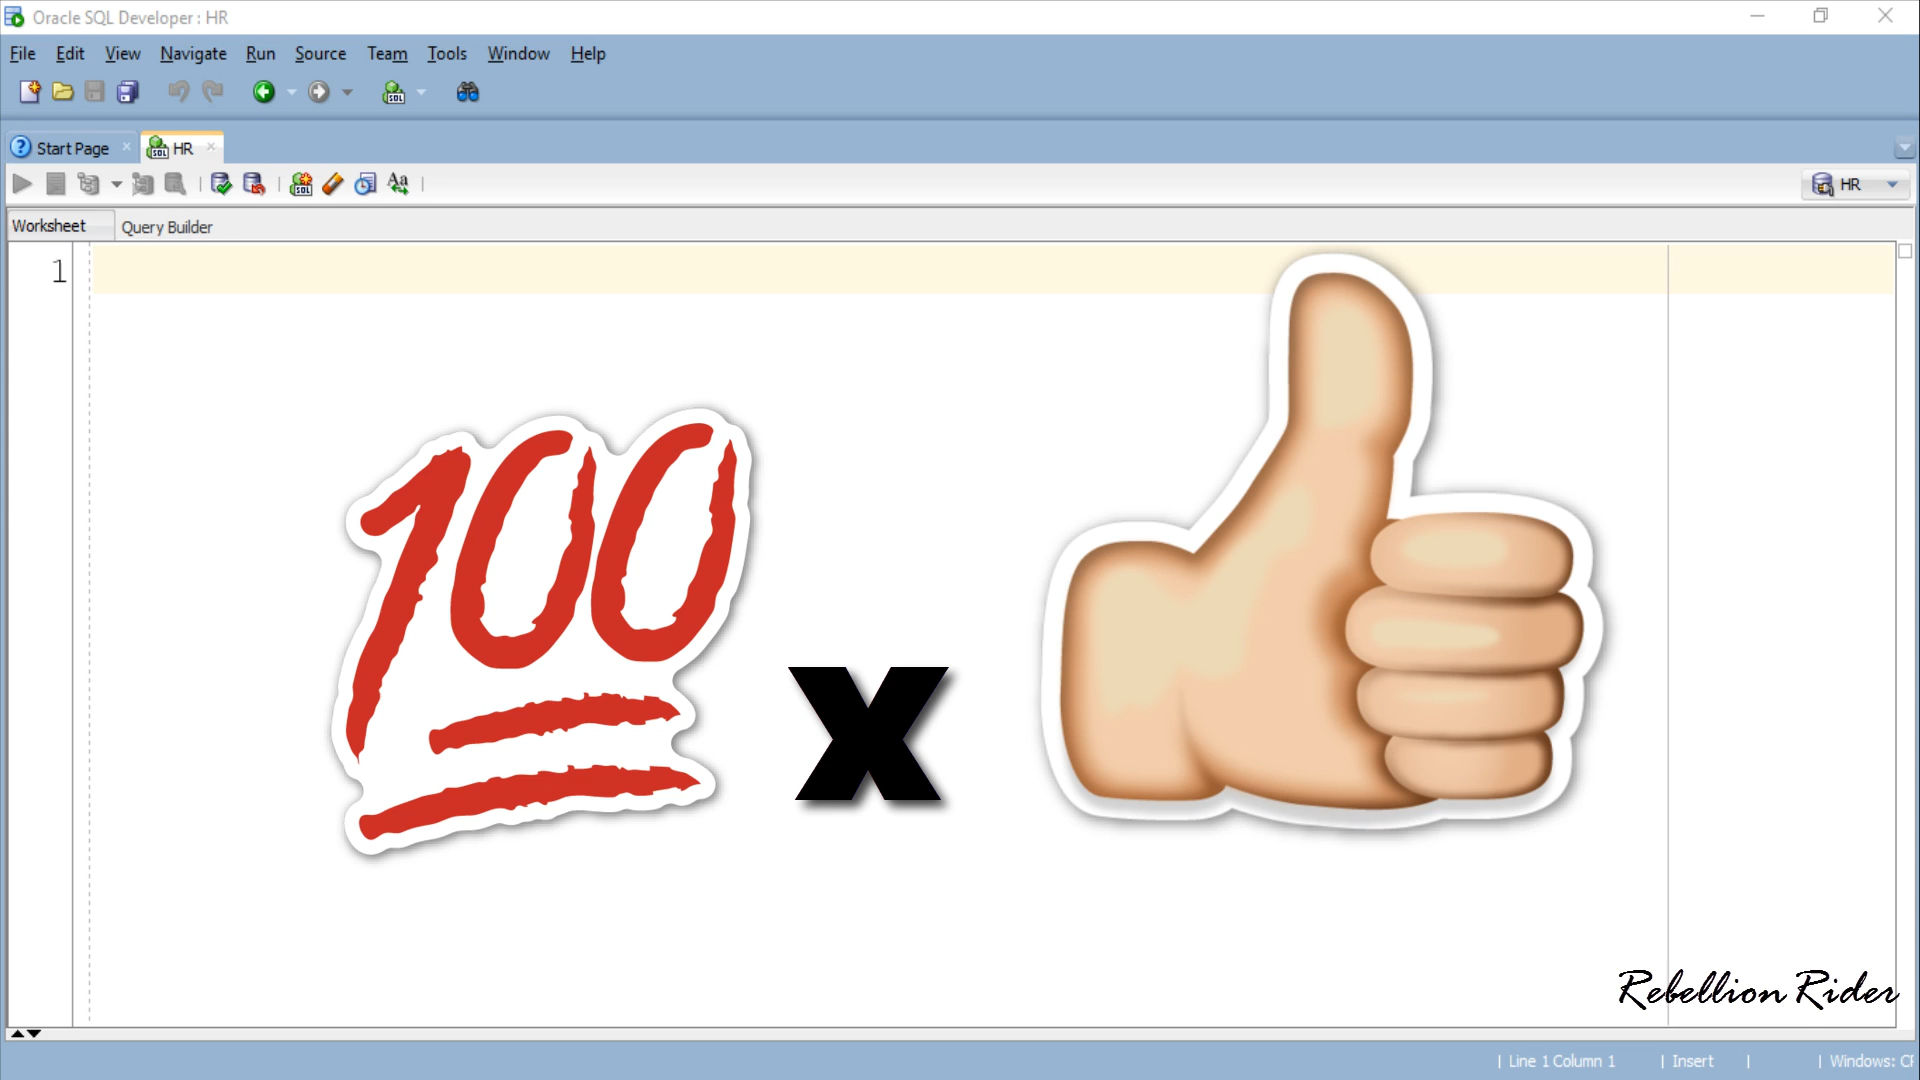 Oracle SQL Developer : HR
File Edit View Navigate Run Source Team Tools Window Help
Start Page HR
HR
Worksheet Query Builder
1
100
x
Rebellion Rider
Line 1 Column 1 | Insert | | Windows: CF